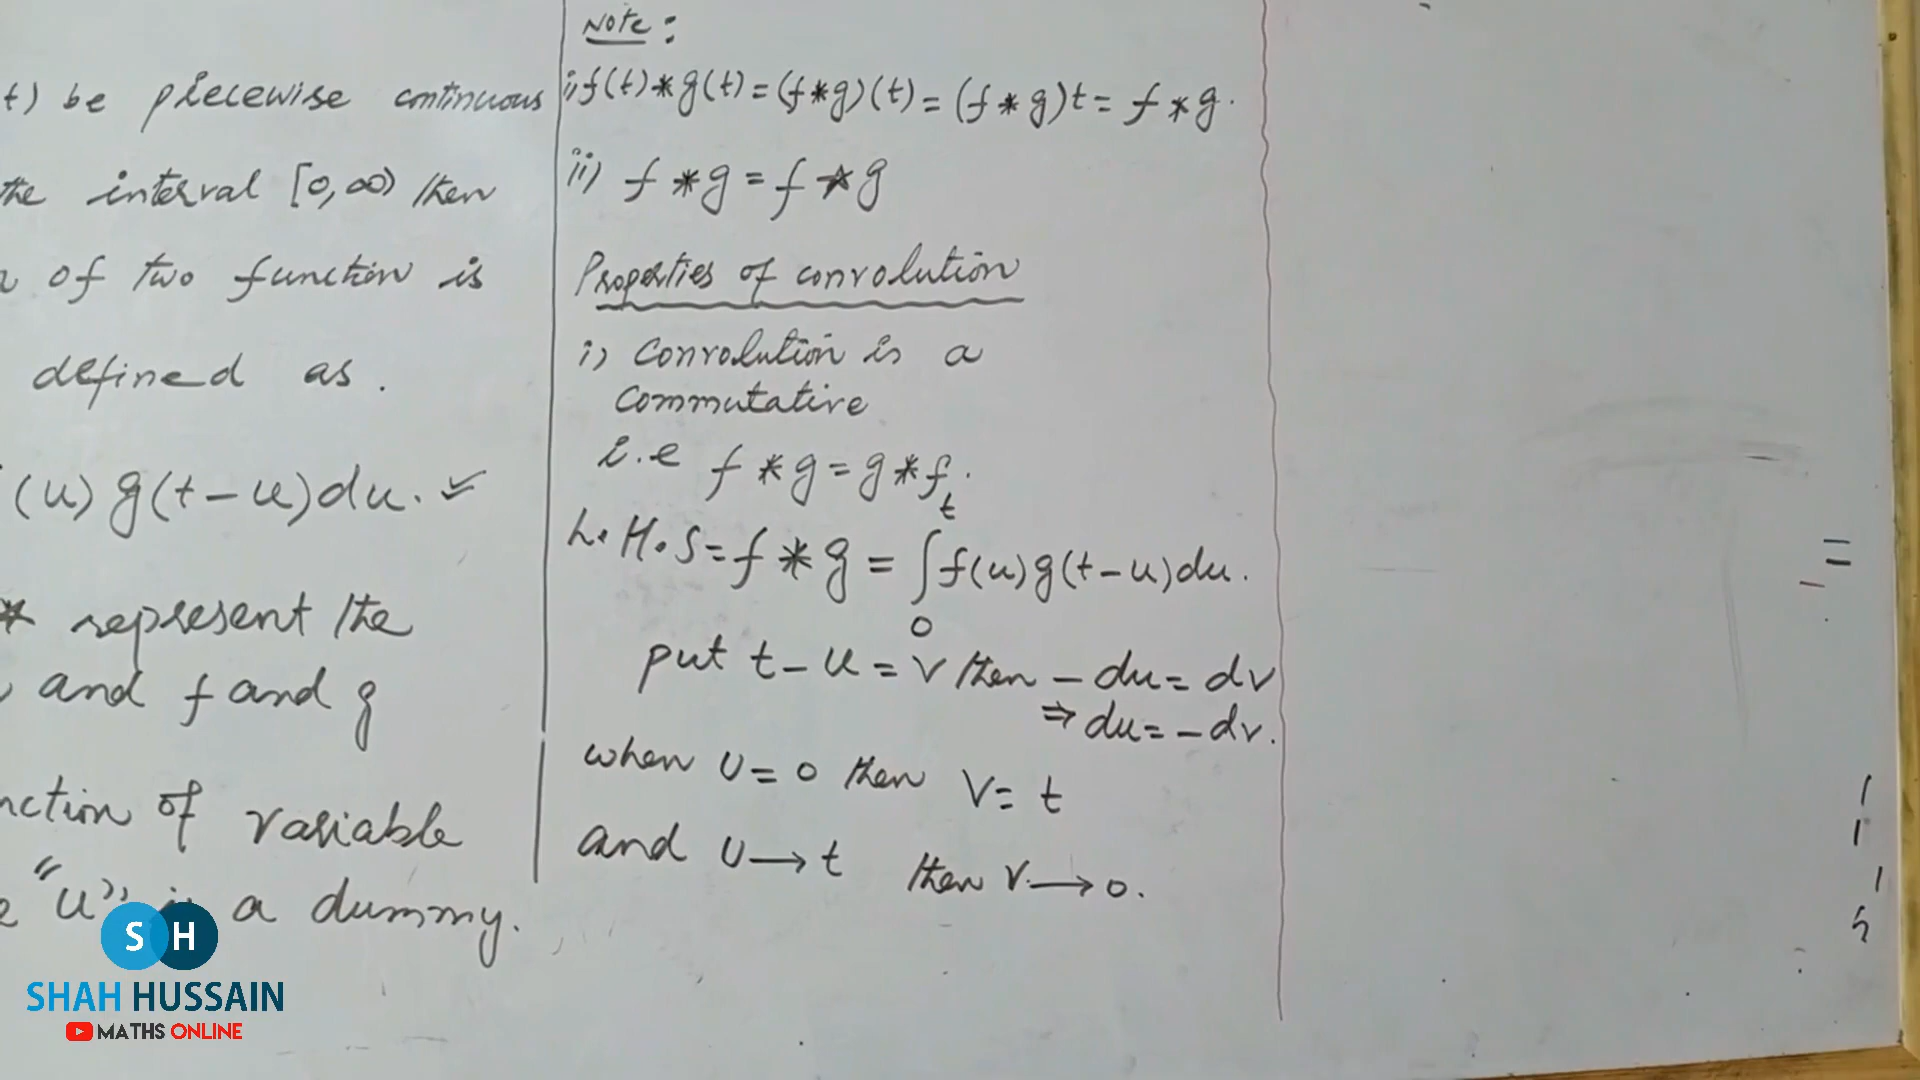 t) be piecewise continuous
the interval [0,∞) then
of two function is
defined as.
(u) g(t-u)du. ✓
* represent the
and f and g
nction of variable
"u" is a dummy.
Note:
i) f(t)*g(t)=(f*g)(t)=(f*g)t=f*g.
ii) f*g=f★g
Properties of convolution
i) Convolution is a
Commutative
i.e f*g=g*f.
L.H.S=f*g=∫₀ᵗf(u)g(t-u)du.
put t-u=v then -du=dv
⇒du=-dv.
when u=0 then v=t
and u→t then v→0.
SH
SHAH HUSSAIN
MATHS ONLINE